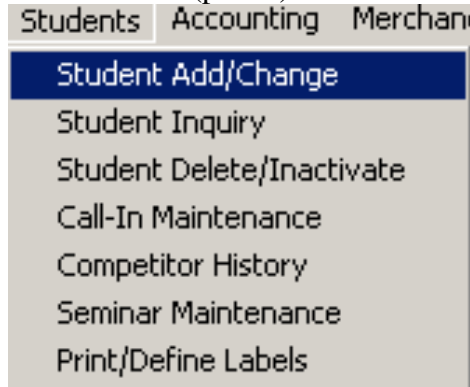 Students Accounting Merchan
Student Add/Change
Student Inquiry
Student Delete/Inactivate
Call-In Maintenance
Competitor History
Seminar Maintenance
Print/Define Labels